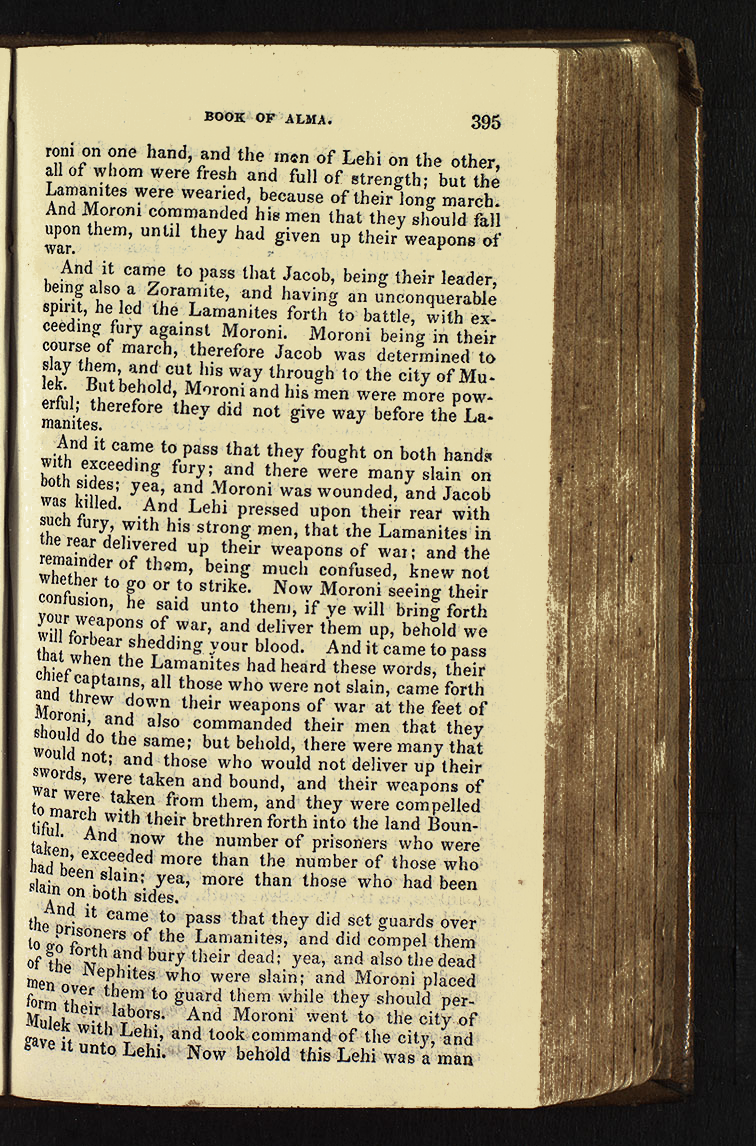 BOOK OF ALMA. 395
roni on one hand, and the men of Lehi on the other,
all of whom were fresh and full of strength; but the
Lamanites were wearied, because of their long march.
And Moroni commanded his men that they should fall
upon them, until they had given up their weapons of
war.
And it came to pass that Jacob, being their leader,
being also a Zoramite, and having an unconquerable
spirit, he led the Lamanites forth to battle, with ex-
ceeding fury against Moroni. Moroni being in their
course of march, therefore Jacob was determined to
slay them, and cut his way through to the city of Mu-
lek. But behold, Moroni and his men were more pow-
erful; therefore they did not give way before the La-
manites.
And it came to pass that they fought on both hands
with exceeding fury; and there were many slain on
both sides; yea, and Moroni was wounded, and Jacob
was killed. And Lehi pressed upon their rear with
such fury, with his strong men, that the Lamanites in
the rear delivered up their weapons of war; and the
remainder of them, being much confused, knew not
whether to go or to strike. Now Moroni seeing their
confusion, he said unto them, if ye will bring forth
your weapons of war, and deliver them up, behold we
will forbear shedding your blood. And it came to pass
that when the Lamanites had heard these words, their
chief captains, all those who were not slain, came forth
and threw down their weapons of war at the feet of
Moroni, and also commanded their men that they
should do the same; but behold, there were many that
would not; and those who would not deliver up their
swords, were taken and bound, and their weapons of
war were taken from them, and they were compelled
to march with their brethren forth into the land Boun-
tiful. And now the number of prisoners who were
taken, exceeded more than the number of those who
had been slain; yea, more than those who had been
slain on both sides.
And it came to pass that they did set guards over
the prisoners of the Lamanites, and did compel them
to go forth and bury their dead; yea, and also the dead
of the Nephites who were slain; and Moroni placed
men over them to guard them while they should per-
form their labors. And Moroni went to the city of
Mulek with Lehi, and took command of the city, and
gave it unto Lehi. Now behold this Lehi was a man